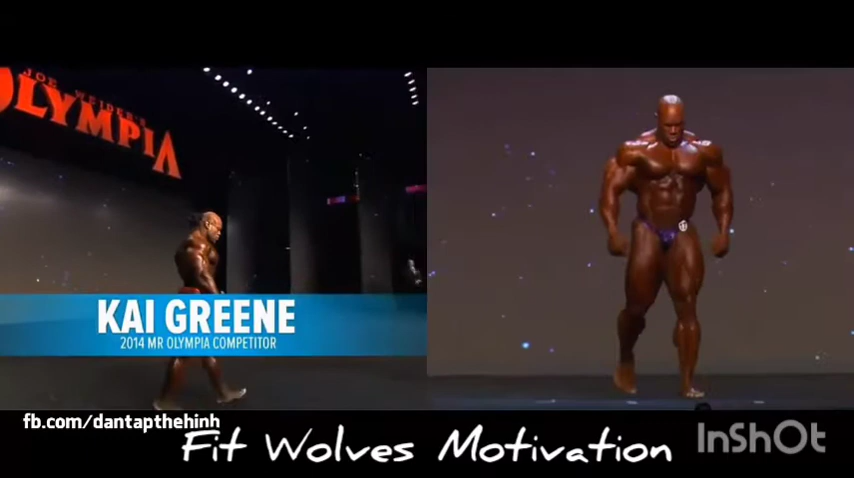 JOE WEIDER'S
OLYMPIA
KAI GREENE
2014 MR OLYMPIA COMPETITOR
fb.com/dantapthehinh
Fit Wolves Motivation
InShOt